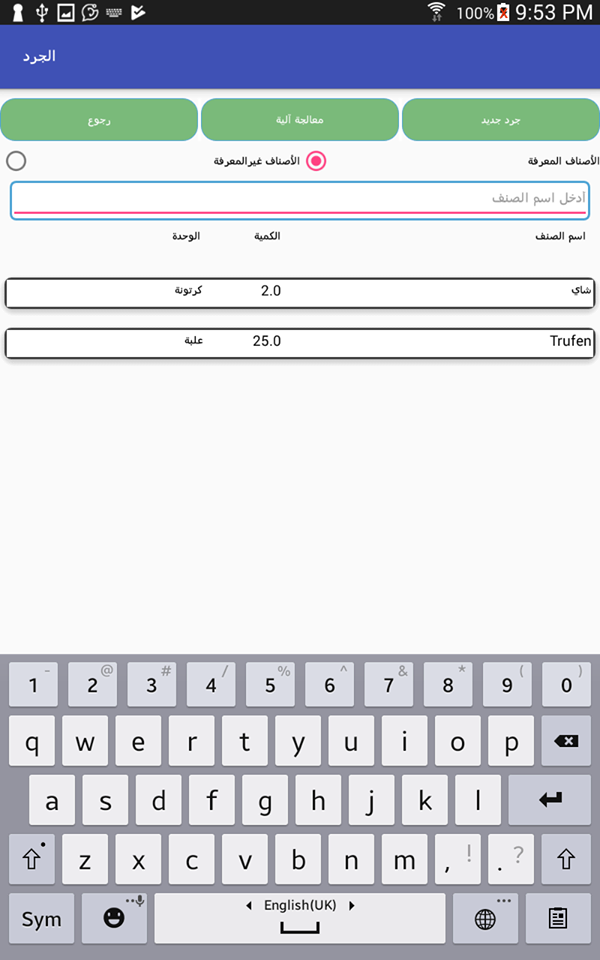 100% 9:53 PM
الجرد
جرد جديد معالجة آلية رجوع
الأصناف المعرفة الأصناف غيرالمعرفة
أدخل اسم الصنف
اسم الصنف الكمية الوحدة
شاي 2.0 كرتونة
Trufen 25.0 علبة
- @ # / % ^ & * ( )
1 2 3 4 5 6 7 8 9 0
q w e r t y u i o p
a s d f g h j k l
z x c v b n m , ! . ?
Sym English(UK)